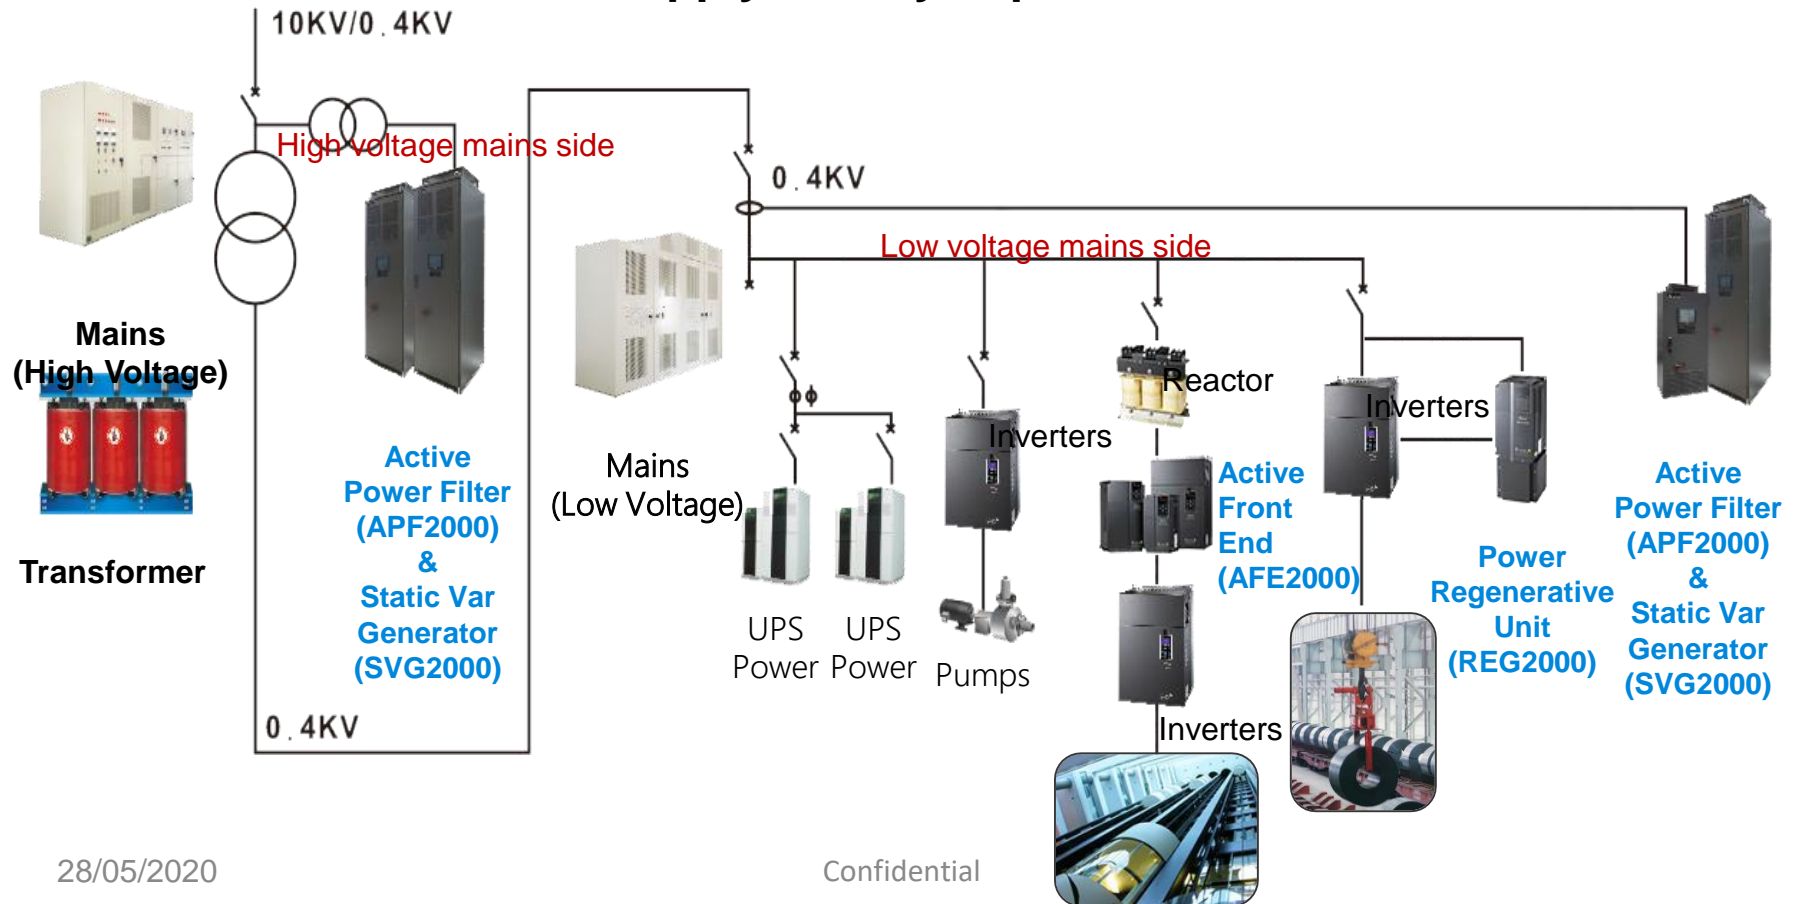 10KV/0.4KV
High voltage mains side
0.4KV
Low voltage mains side
Mains
(High Voltage)
Transformer
Active
Power Filter
(APF2000)
&
Static Var
Generator
(SVG2000)
0.4KV
Mains
(Low Voltage)
UPS
Power
UPS
Power
Inverters
Pumps
Reactor
Active
Front
End
(AFE2000)
Inverters
Inverters
Power
Regenerative
Unit
(REG2000)
Active
Power Filter
(APF2000)
&
Static Var
Generator
(SVG2000)
28/05/2020
Confidential